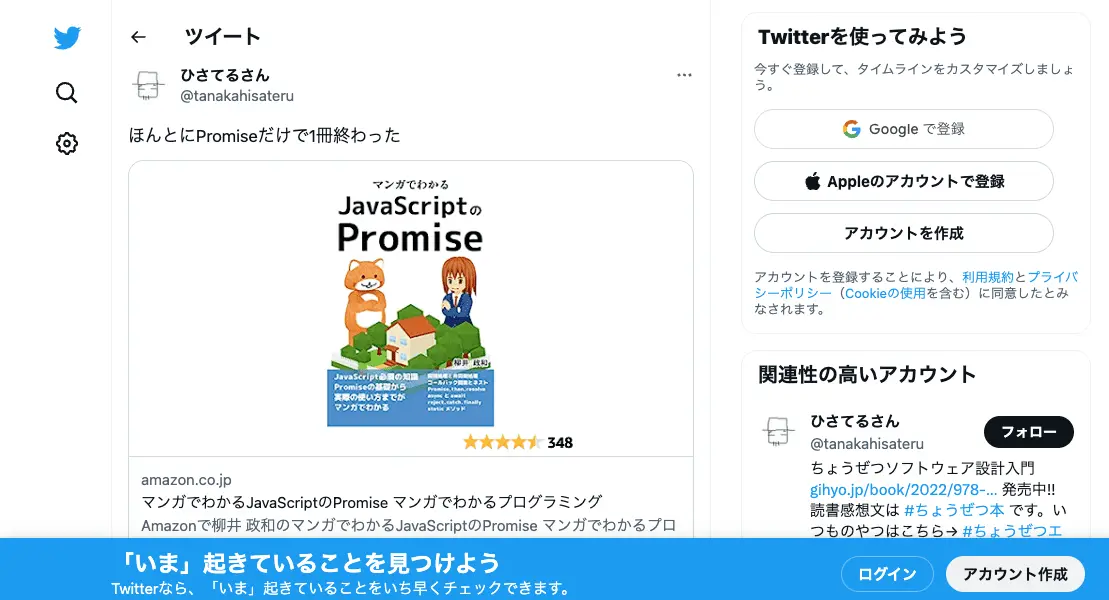 ツイート
ひさてるさん
@tanakahisateru
ほんとにPromiseだけで1冊終わった
マンガでわかる
JavaScriptの
Promise
柳井 政和
JavaScript必須の知識
Promiseの基礎から
実際の使い方までが
マンガでわかる
Promise,then,resolve
async と await
reject,catch,finally
static メソッド
348
amazon.co.jp
マンガでわかるJavaScriptのPromise マンガでわかるプログラミング
Amazonで柳井 政和のマンガでわかるJavaScriptのPromise マンガでわかるプロ
Twitterを使ってみよう
今すぐ登録して、タイムラインをカスタマイズしましょ
う。
Google で登録
Appleのアカウントで登録
アカウントを作成
アカウントを登録することにより、利用規約とプライバ
シーポリシー（Cookieの使用を含む）に同意したとみ
なされます。
関連性の高いアカウント
ひさてるさん
@tanakahisateru
フォロー
ちょうぜつソフトウェア設計入門
gihyo.jp/book/2022/978-… 発売中!!
読書感想文は #ちょうぜつ本 です。い
つものやつはこちら→ #ちょうぜつエ
「いま」起きていることを見つけよう
Twitterなら、「いま」起きていることをいち早くチェックできます。
ログイン
アカウント作成